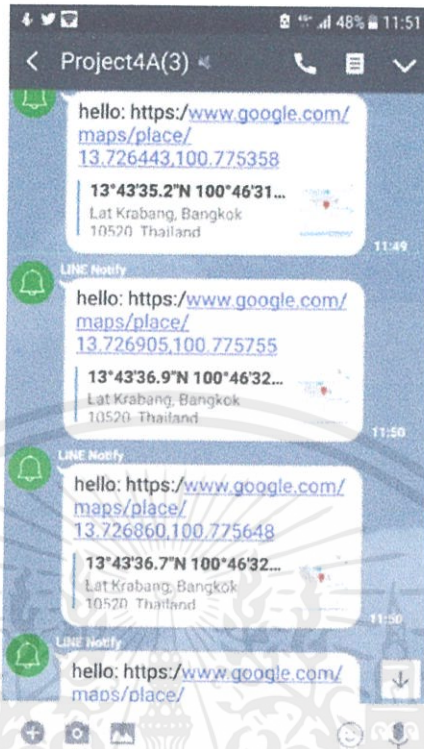 48% 11:51
Project4A(3)
hello: https:/www.google.com/
maps/place/
13.726443,100.775358
13°43'35.2"N 100°46'31...
Lat Krabang, Bangkok
10520 Thailand
11:49
LINE Notify
hello: https:/www.google.com/
maps/place/
13.726905,100.775755
13°43'36.9"N 100°46'32...
Lat Krabang, Bangkok
10520 Thailand
11:50
LINE Notify
hello: https:/www.google.com/
maps/place/
13.726860,100.775648
13°43'36.7"N 100°46'32...
Lat Krabang, Bangkok
10520 Thailand
11:50
LINE Notify
hello: https:/www.google.com/
maps/place/